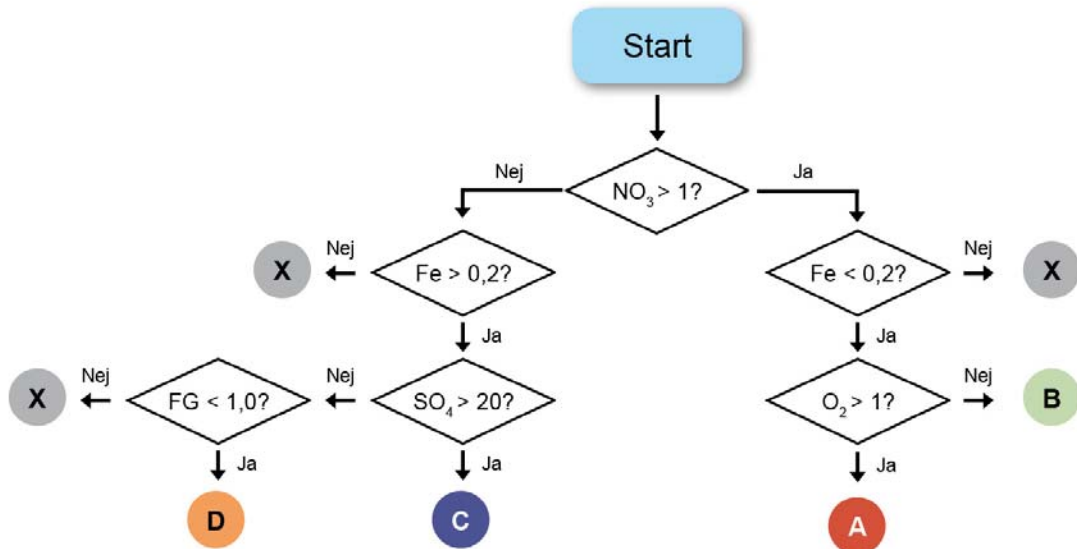 Start
Nej
NO₃ > 1?
Ja
X
Nej
Fe > 0,2?
Fe < 0,2?
Nej
X
Ja
Ja
X
Nej
FG < 1,0?
Nej
SO₄ > 20?
O₂ > 1?
Nej
B
Ja
Ja
Ja
D
C
A